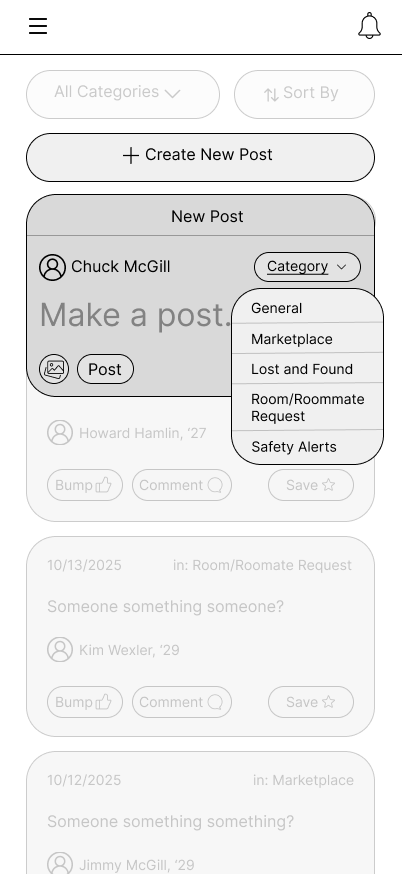 All Categories
Sort By
Create New Post
New Post
Chuck McGill
Category
Make a post.
General
Marketplace
Lost and Found
Room/Roommate
Request
Safety Alerts
Post
Howard Hamlin, ‘27
Bump
Comment
Save
10/13/2025
in: Room/Roomate Request
Someone something someone?
Kim Wexler, ‘29
Bump
Comment
Save
10/12/2025
in: Marketplace
Someone something something?
Jimmy McGill, ‘29